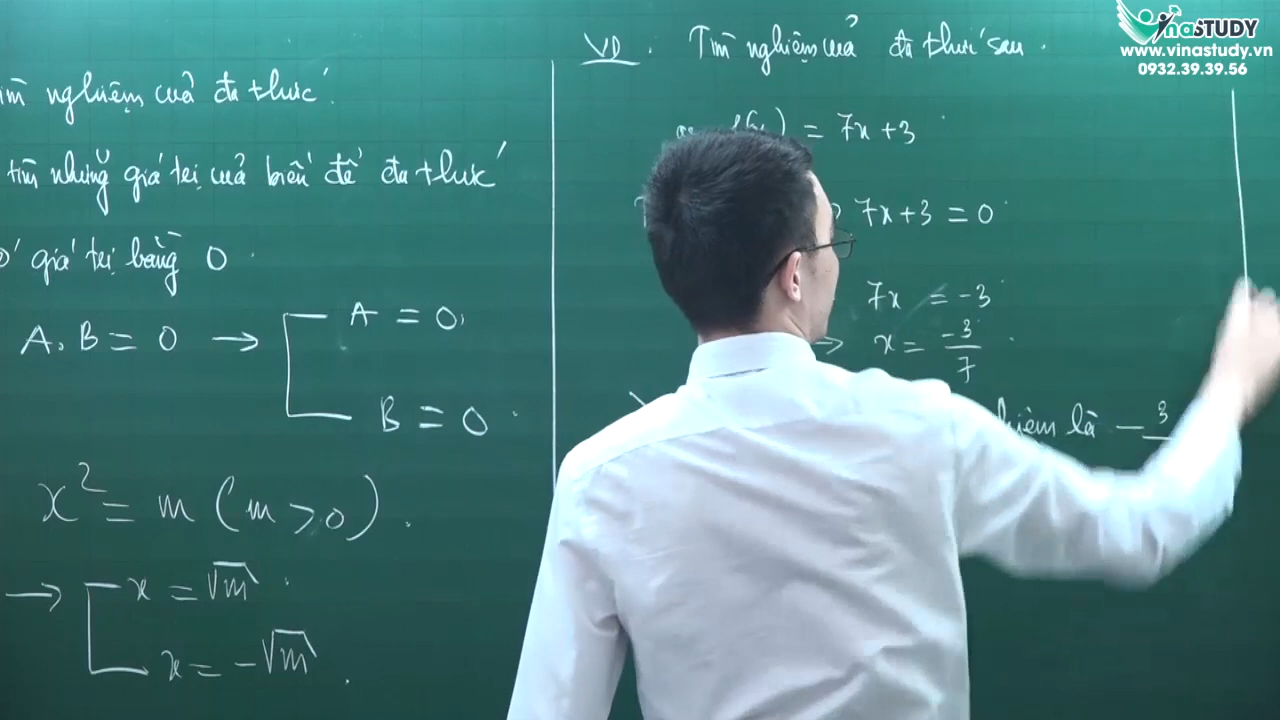 tìm nghiệm của đa thức.
tìm những giá trị của biến để đa thức
có giá trị bằng 0.
A.B = 0 → A = 0,
B = 0.
x² = m (m > 0).
→ x = √m.
x = -√m.
VD: Tìm nghiệm của đa thức sau.
= 7x + 3.
7x + 3 = 0.
7x = -3.
→ x = -3/7.
nghiệm là - 3
VinaSTUDY
www.vinastudy.vn
0932.39.39.56